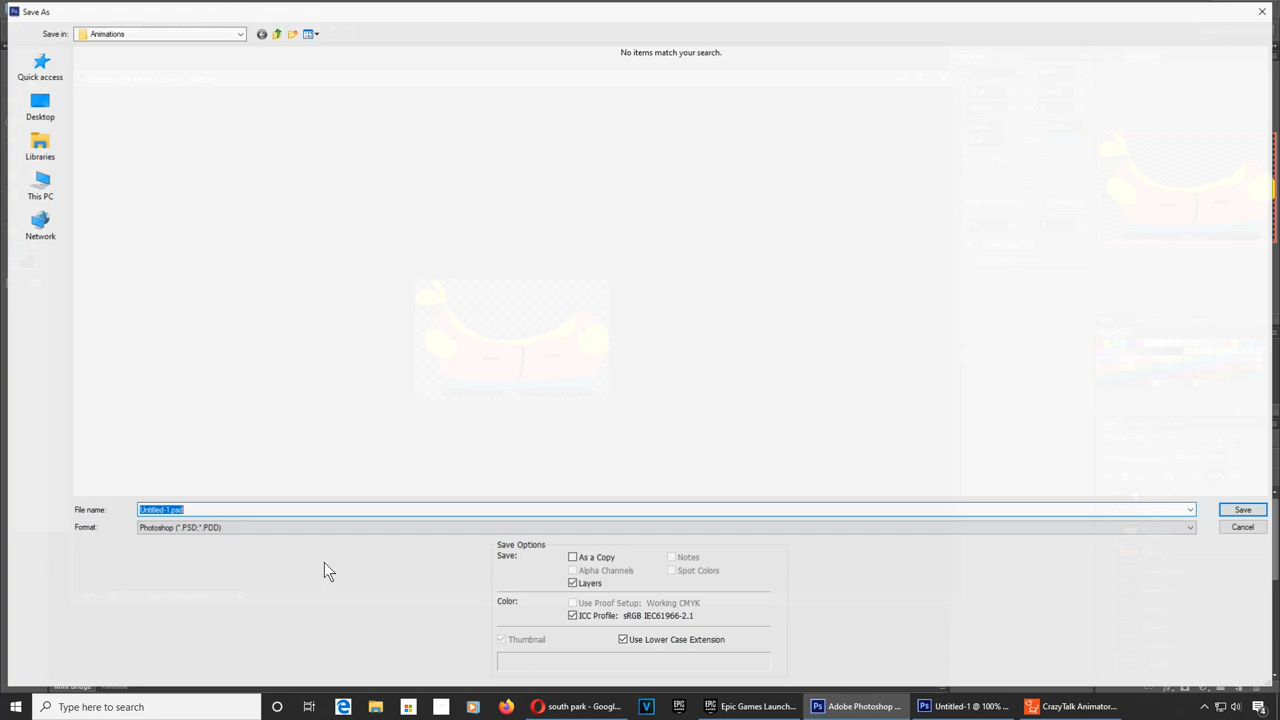 Save As
Save in: Animations
No items match your search.
Quick access
Desktop
Libraries
This PC
Network
File name: Untitled-1.psd Save
Format: Photoshop (*.PSD;*.PDD) Cancel
Save Options
Save: As a Copy Notes
Alpha Channels Spot Colors
Layers
Color: Use Proof Setup: Working CMYK
ICC Profile: sRGB IEC61966-2.1
Thumbnail Use Lower Case Extension
Mini Bridge Timeline
Type here to search
south park - Googl...
Epic Games Launch...
Adobe Photoshop ...
Untitled-1 @ 100% ...
CrazyTalk Animator...